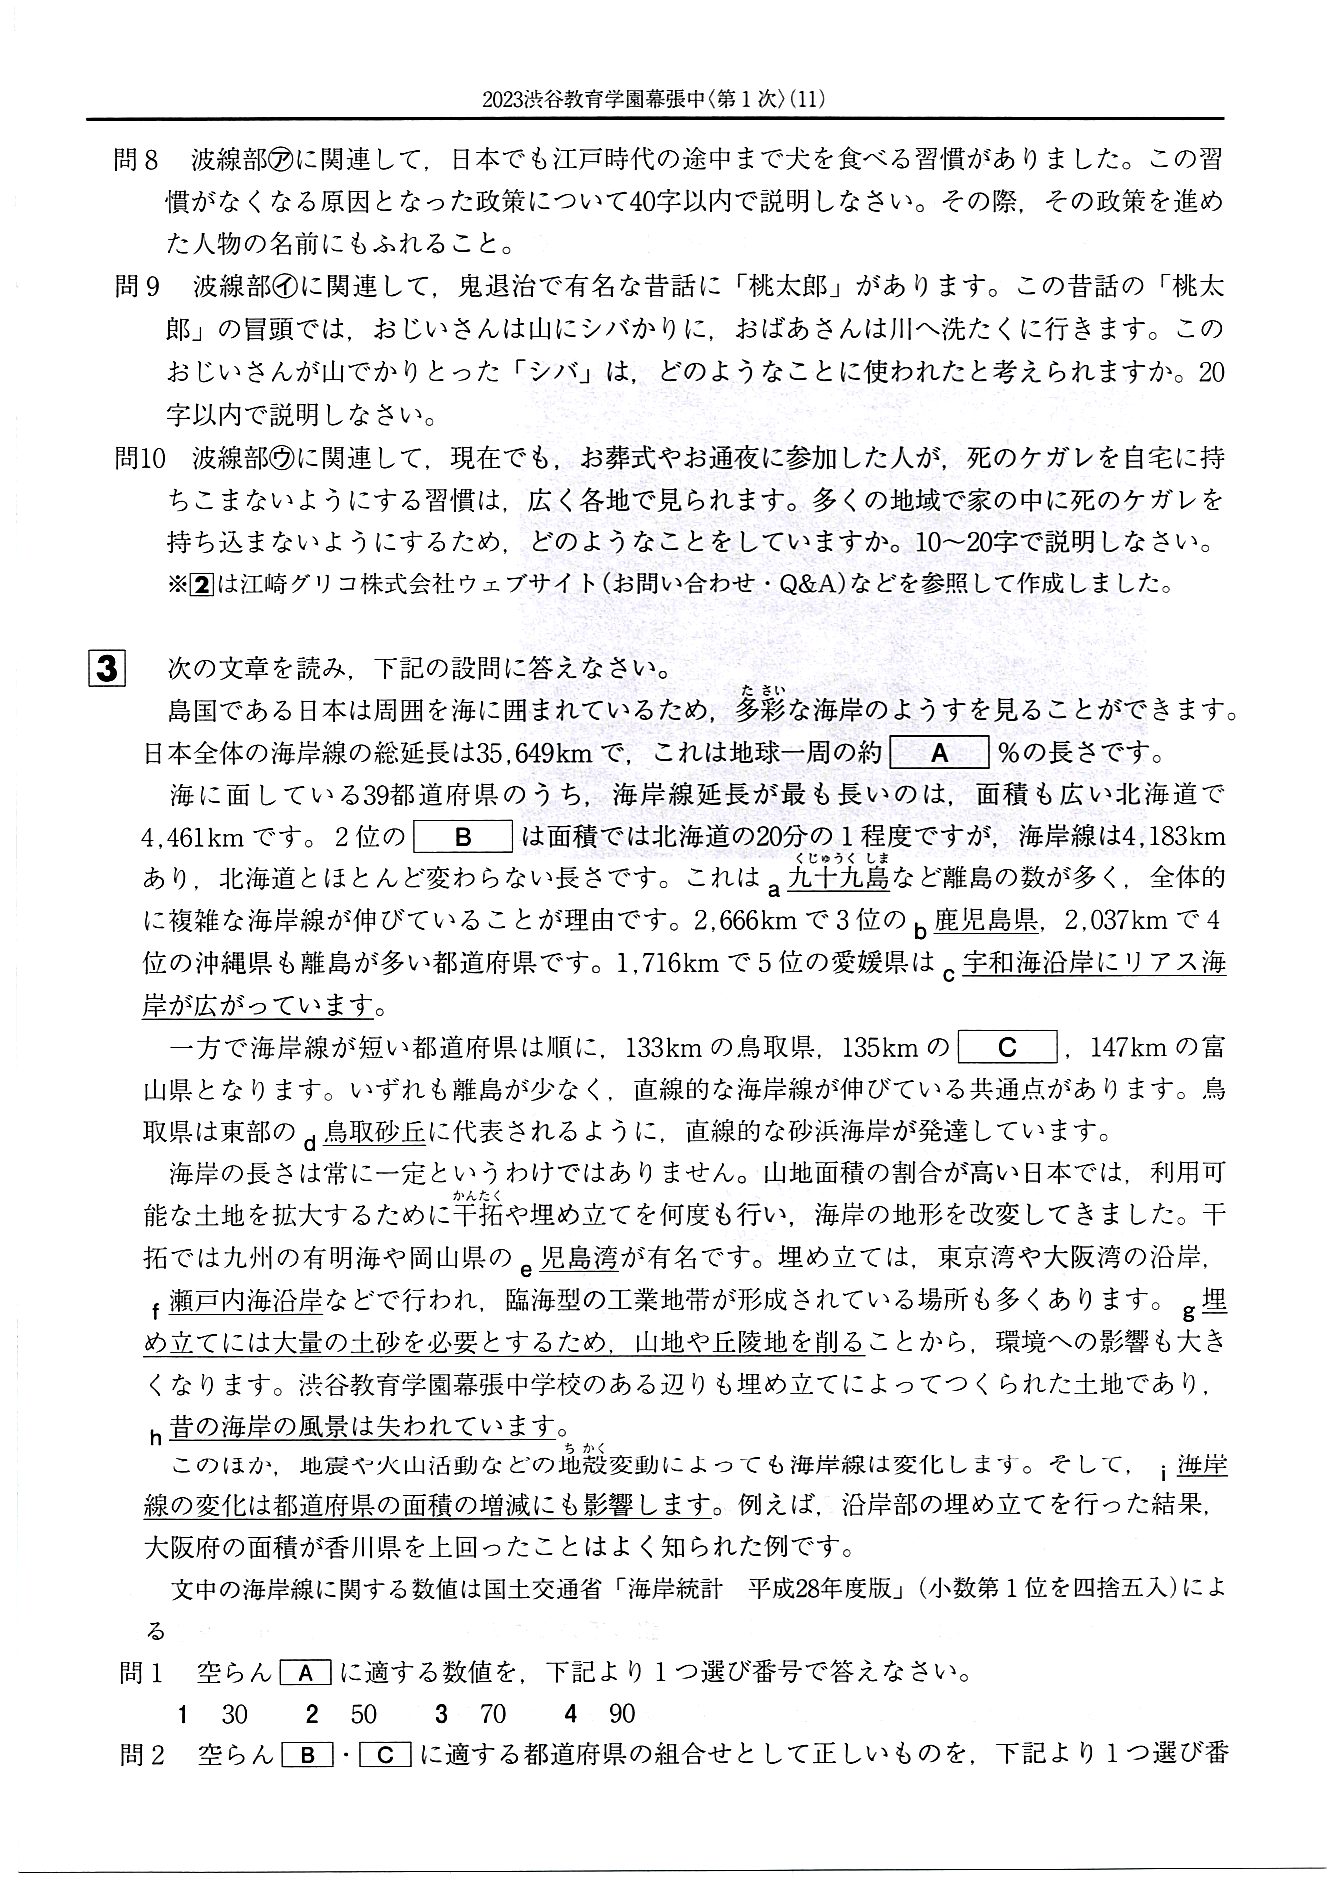 2023渋谷教育学園幕張中〈第1次〉(11)
問8 波線部㋐に関連して，日本でも江戸時代の途中まで犬を食べる習慣がありました。この習
慣がなくなる原因となった政策について40字以内で説明しなさい。その際，その政策を進め
た人物の名前にもふれること。
問9 波線部㋑に関連して，鬼退治で有名な昔話に「桃太郎」があります。この昔話の「桃太
郎」の冒頭では，おじいさんは山にシバかりに，おばあさんは川へ洗たくに行きます。この
おじいさんが山でかりとった「シバ」は，どのようなことに使われたと考えられますか。20
字以内で説明しなさい。
問10 波線部㋒に関連して，現在でも，お葬式やお通夜に参加した人が，死のケガレを自宅に持
ちこまないようにする習慣は，広く各地で見られます。多くの地域で家の中に死のケガレを
持ち込まないようにするため，どのようなことをしていますか。10～20字で説明しなさい。
※2は江崎グリコ株式会社ウェブサイト(お問い合わせ・Q&A)などを参照して作成しました。
3 次の文章を読み，下記の設問に答えなさい。
たさい
島国である日本は周囲を海に囲まれているため，多彩な海岸のようすを見ることができます。
日本全体の海岸線の総延長は35,649kmで，これは地球一周の約 A %の長さです。
海に面している39都道府県のうち，海岸線延長が最も長いのは，面積も広い北海道で
4,461kmです。2位の B は面積では北海道の20分の1程度ですが，海岸線は4,183km
くじゅうくしま
あり，北海道とほとんど変わらない長さです。これはa九十九島など離島の数が多く，全体的
に複雑な海岸線が伸びていることが理由です。2,666kmで3位のb鹿児島県，2,037kmで4
位の沖縄県も離島が多い都道府県です。1,716kmで5位の愛媛県はc宇和海沿岸にリアス海
岸が広がっています。
一方で海岸線が短い都道府県は順に，133kmの鳥取県，135kmの C ，147kmの富
山県となります。いずれも離島が少なく，直線的な海岸線が伸びている共通点があります。鳥
取県は東部のd鳥取砂丘に代表されるように，直線的な砂浜海岸が発達しています。
海岸の長さは常に一定というわけではありません。山地面積の割合が高い日本では，利用可
かんたく
能な土地を拡大するために干拓や埋め立てを何度も行い，海岸の地形を改変してきました。干
拓では九州の有明海や岡山県のe児島湾が有名です。埋め立ては，東京湾や大阪湾の沿岸，
f瀬戸内海沿岸などで行われ，臨海型の工業地帯が形成されている場所も多くあります。g埋
め立てには大量の土砂を必要とするため，山地や丘陵地を削ることから，環境への影響も大き
くなります。渋谷教育学園幕張中学校のある辺りも埋め立てによってつくられた土地であり，
h昔の海岸の風景は失われています。
ちかく
このほか，地震や火山活動などの地殻変動によっても海岸線は変化します。そして，i海岸
線の変化は都道府県の面積の増減にも影響します。例えば，沿岸部の埋め立てを行った結果，
大阪府の面積が香川県を上回ったことはよく知られた例です。
文中の海岸線に関する数値は国土交通省「海岸統計 平成28年度版」(小数第1位を四捨五入)によ
る
問1 空らん A に適する数値を，下記より1つ選び番号で答えなさい。
1 30 2 50 3 70 4 90
問2 空らん B ・ C に適する都道府県の組合せとして正しいものを，下記より1つ選び番